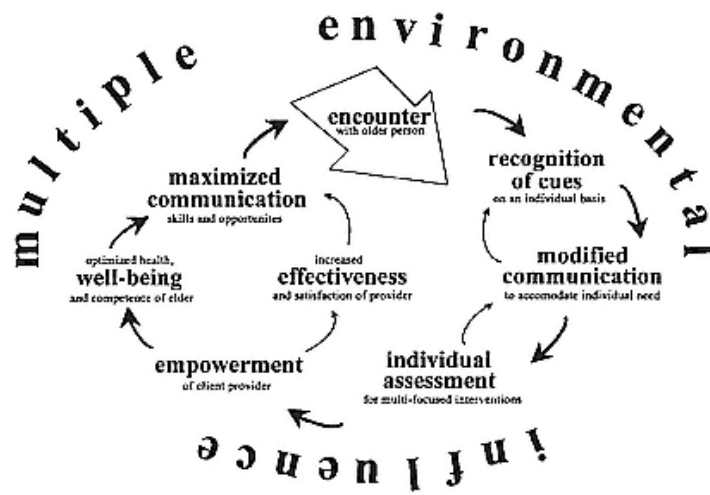 multiple environmental
influence
encounter
with older person
recognition
of cues
on an individual basis
modified
communication
to accomodate individual need
individual
assessment
for multi-focused interventions
empowerment
of client provider
optimized health,
well-being
and competence of elder
increased
effectiveness
and satisfaction of provider
maximized
communication
skills and opportenites